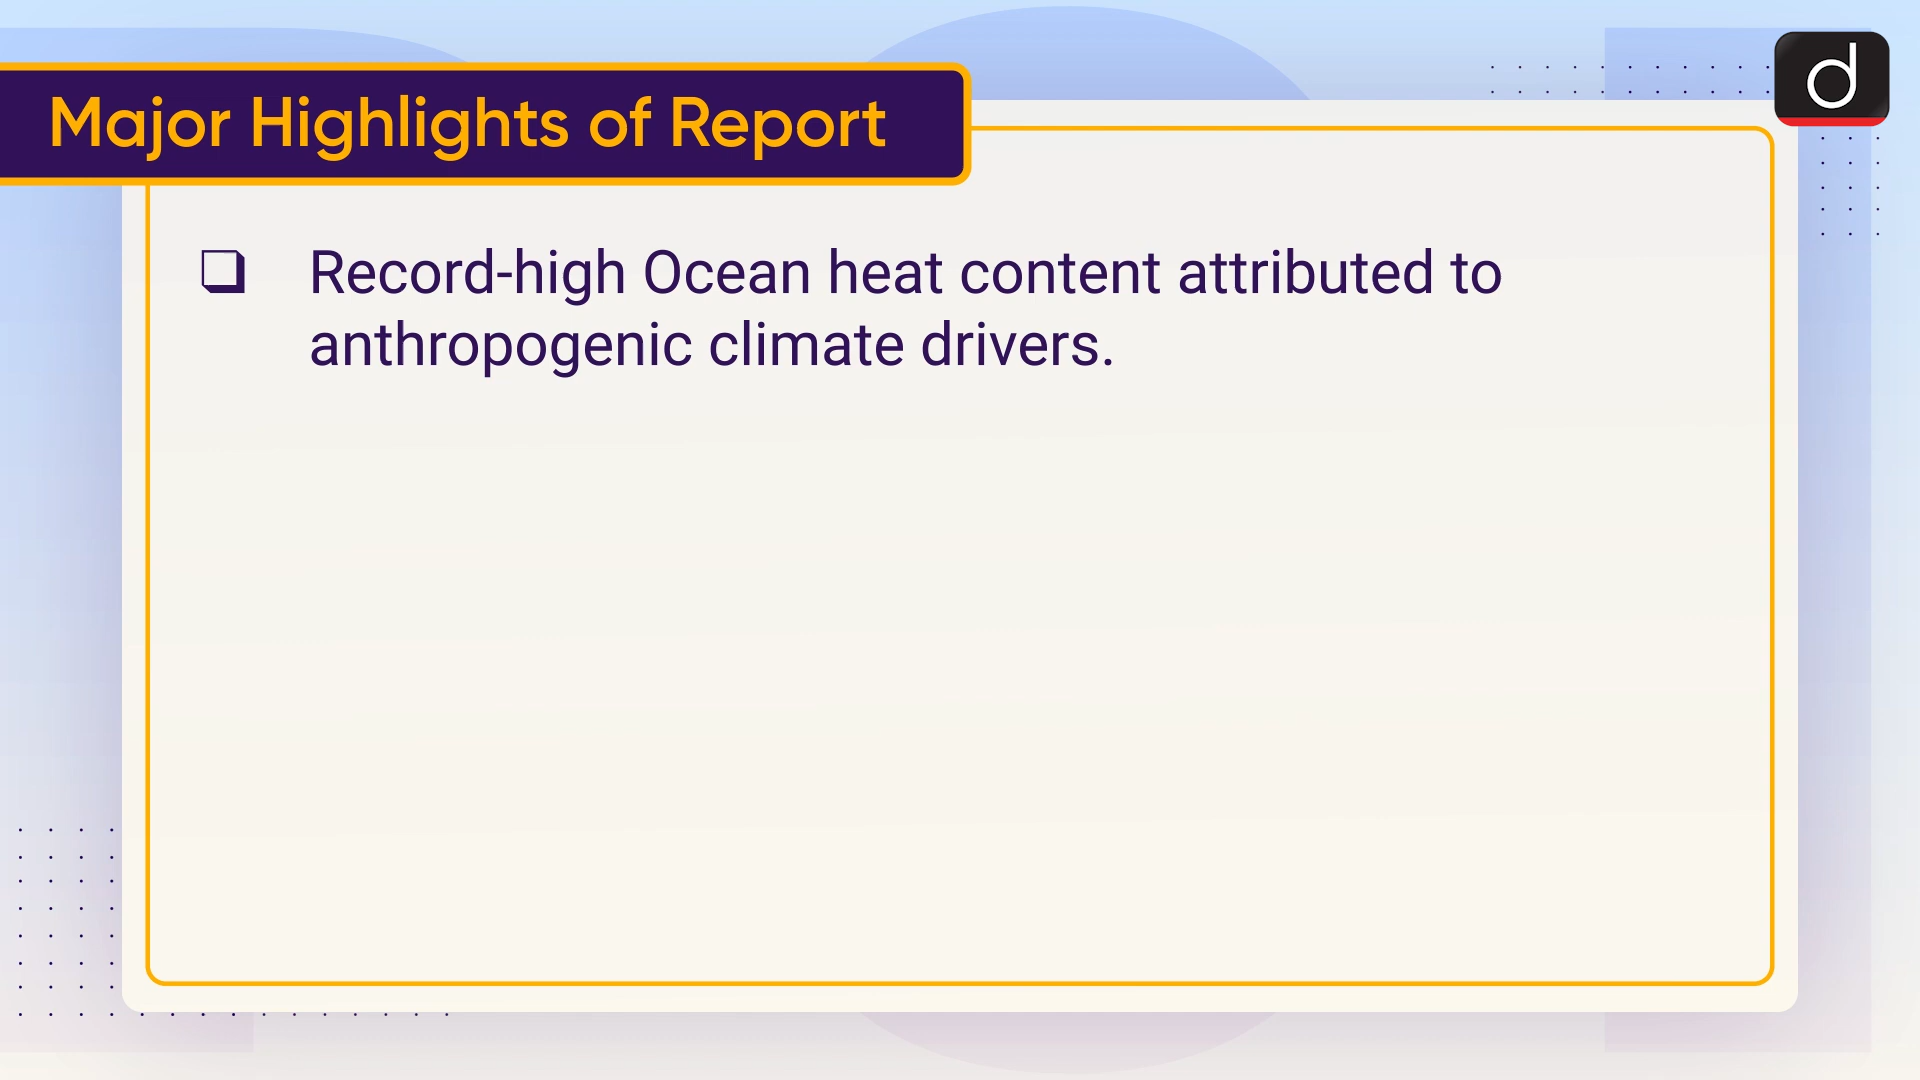 Major Highlights of Report
d
❑ Record-high Ocean heat content attributed to
anthropogenic climate drivers.